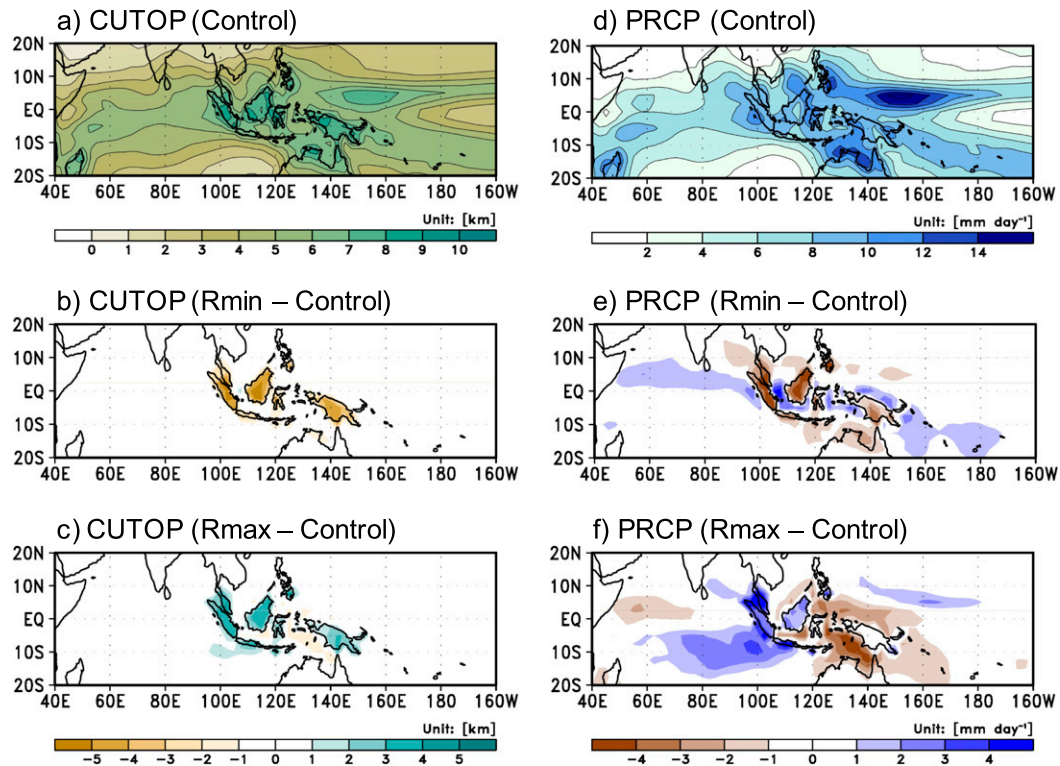 a) CUTOP (Control)
20N
10N
EQ
10S
20S
40E 60E 80E 100E 120E 140E 160E 180 160W
Unit: [km]
0 1 2 3 4 5 6 7 8 9 10
b) CUTOP (Rmin – Control)
20N
10N
EQ
10S
20S
40E 60E 80E 100E 120E 140E 160E 180 160W
c) CUTOP (Rmax – Control)
20N
10N
EQ
10S
20S
40E 60E 80E 100E 120E 140E 160E 180 160W
Unit: [km]
−5 −4 −3 −2 −1 0 1 2 3 4 5
d) PRCP (Control)
20N
10N
EQ
10S
20S
40E 60E 80E 100E 120E 140E 160E 180 160W
Unit: [mm day⁻¹]
2 4 6 8 10 12 14
e) PRCP (Rmin – Control)
20N
10N
EQ
10S
20S
40E 60E 80E 100E 120E 140E 160E 180 160W
f) PRCP (Rmax – Control)
20N
10N
EQ
10S
20S
40E 60E 80E 100E 120E 140E 160E 180 160W
Unit: [mm day⁻¹]
−4 −3 −2 −1 0 1 2 3 4